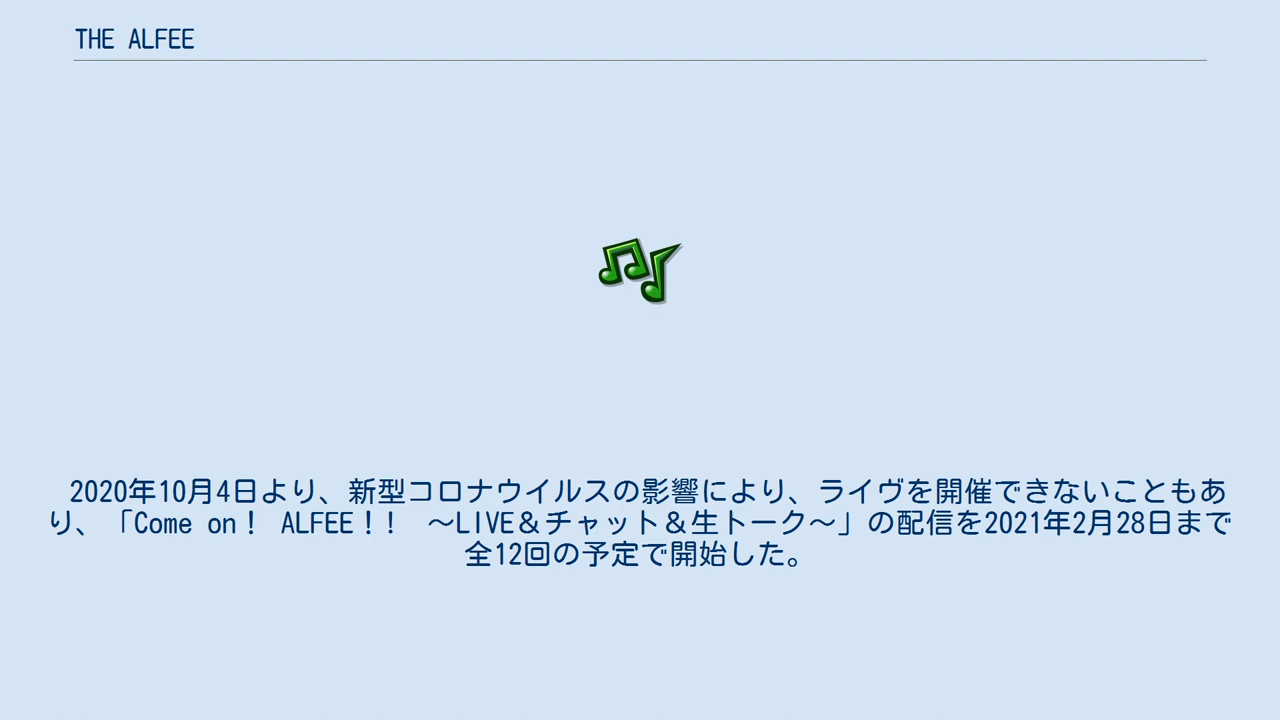 THE ALFEE
2020年10月4日より、新型コロナウイルスの影響により、ライヴを開催できないこともあ
り、「Come on！ ALFEE！！ 〜LIVE＆チャット＆生トーク〜」の配信を2021年2月28日まで
全12回の予定で開始した。